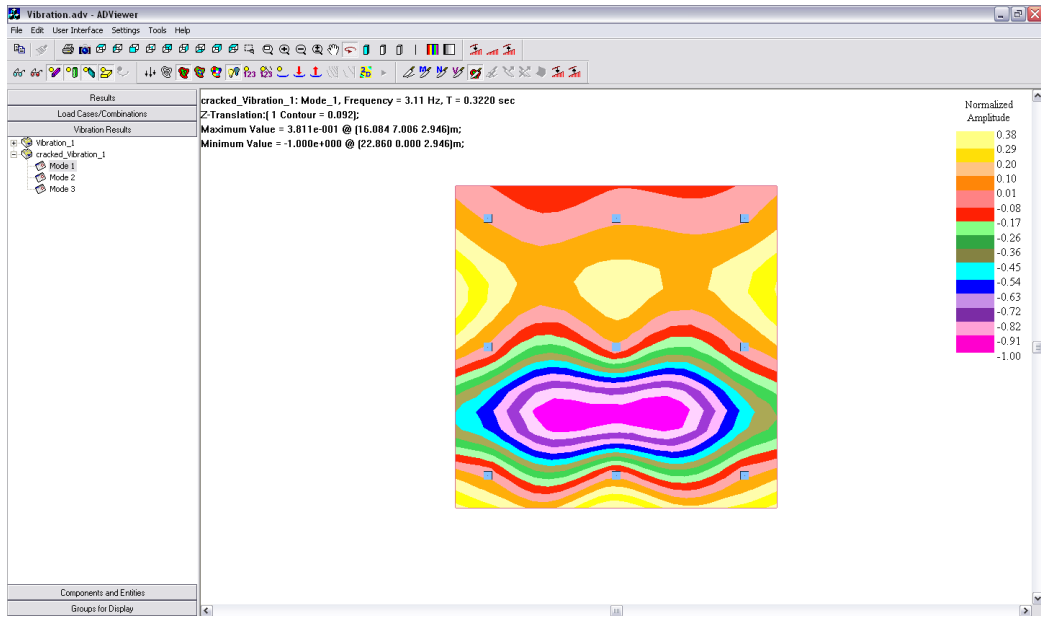 Vibration.adv - ADViewer
File Edit User Interface Settings Tools Help
Results
Load Cases/Combinations
Vibration Results
Vibration_1
cracked_Vibration_1
Mode 1
Mode 2
Mode 3
Components and Entities
Groups for Display
cracked_Vibration_1: Mode_1, Frequency = 3.11 Hz, T = 0.3220 sec
Z-Translation:[ 1 Contour = 0.092];
Maximum Value = 3.811e-001 @ [16.084 7.006 2.946]m;
Minimum Value = -1.000e+000 @ [22.860 0.000 2.946]m;
Normalized
Amplitude
0.38
0.29
0.20
0.10
0.01
-0.08
-0.17
-0.26
-0.36
-0.45
-0.54
-0.63
-0.72
-0.82
-0.91
-1.00